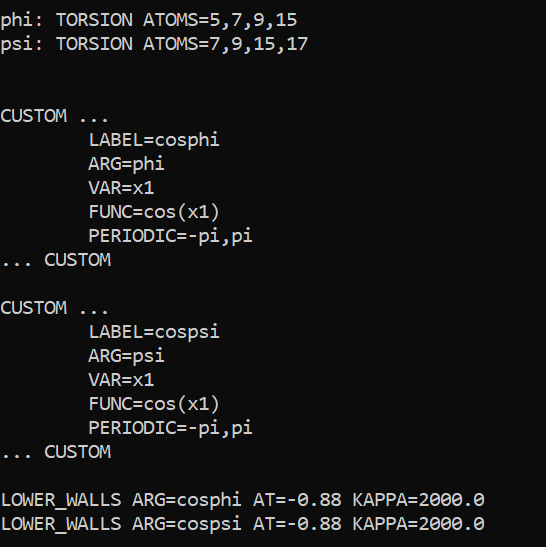 phi: TORSION ATOMS=5,7,9,15
psi: TORSION ATOMS=7,9,15,17
CUSTOM ...
LABEL=cosphi
ARG=phi
VAR=x1
FUNC=cos(x1)
PERIODIC=-pi,pi
... CUSTOM
CUSTOM ...
LABEL=cospsi
ARG=psi
VAR=x1
FUNC=cos(x1)
PERIODIC=-pi,pi
... CUSTOM
LOWER_WALLS ARG=cosphi AT=-0.88 KAPPA=2000.0
LOWER_WALLS ARG=cospsi AT=-0.88 KAPPA=2000.0